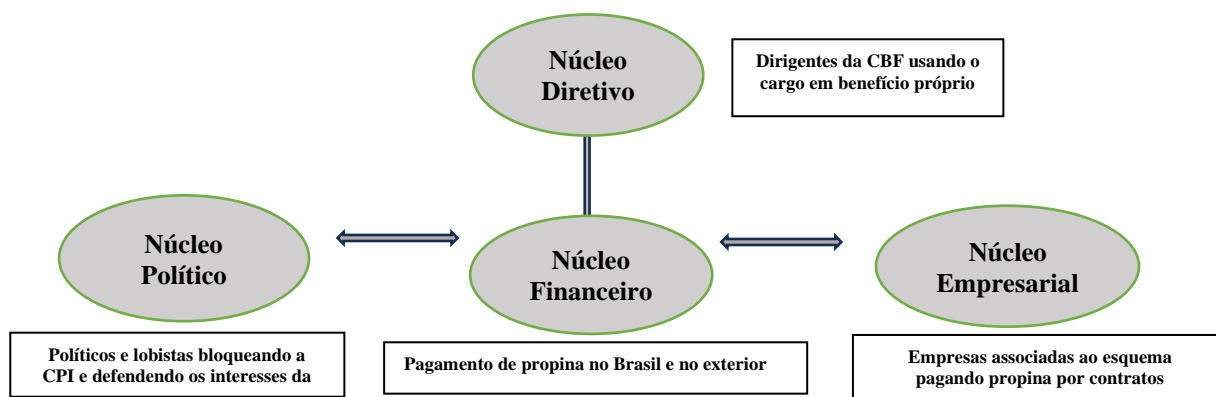 Núcleo
Diretivo
Dirigentes da CBF usando o
cargo em benefício próprio
Núcleo
Político
Núcleo
Financeiro
Núcleo
Empresarial
Políticos e lobistas bloqueando a
CPI e defendendo os interesses da
Pagamento de propina no Brasil e no exterior
Empresas associadas ao esquema
pagando propina por contratos